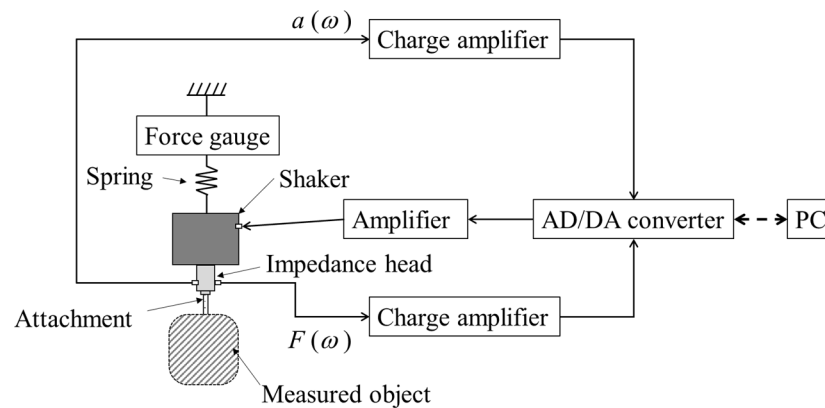 a (ω)
Charge amplifier
Force gauge
Spring
Shaker
Amplifier
AD/DA converter
PC
Impedance head
Attachment
Charge amplifier
F (ω)
Measured object